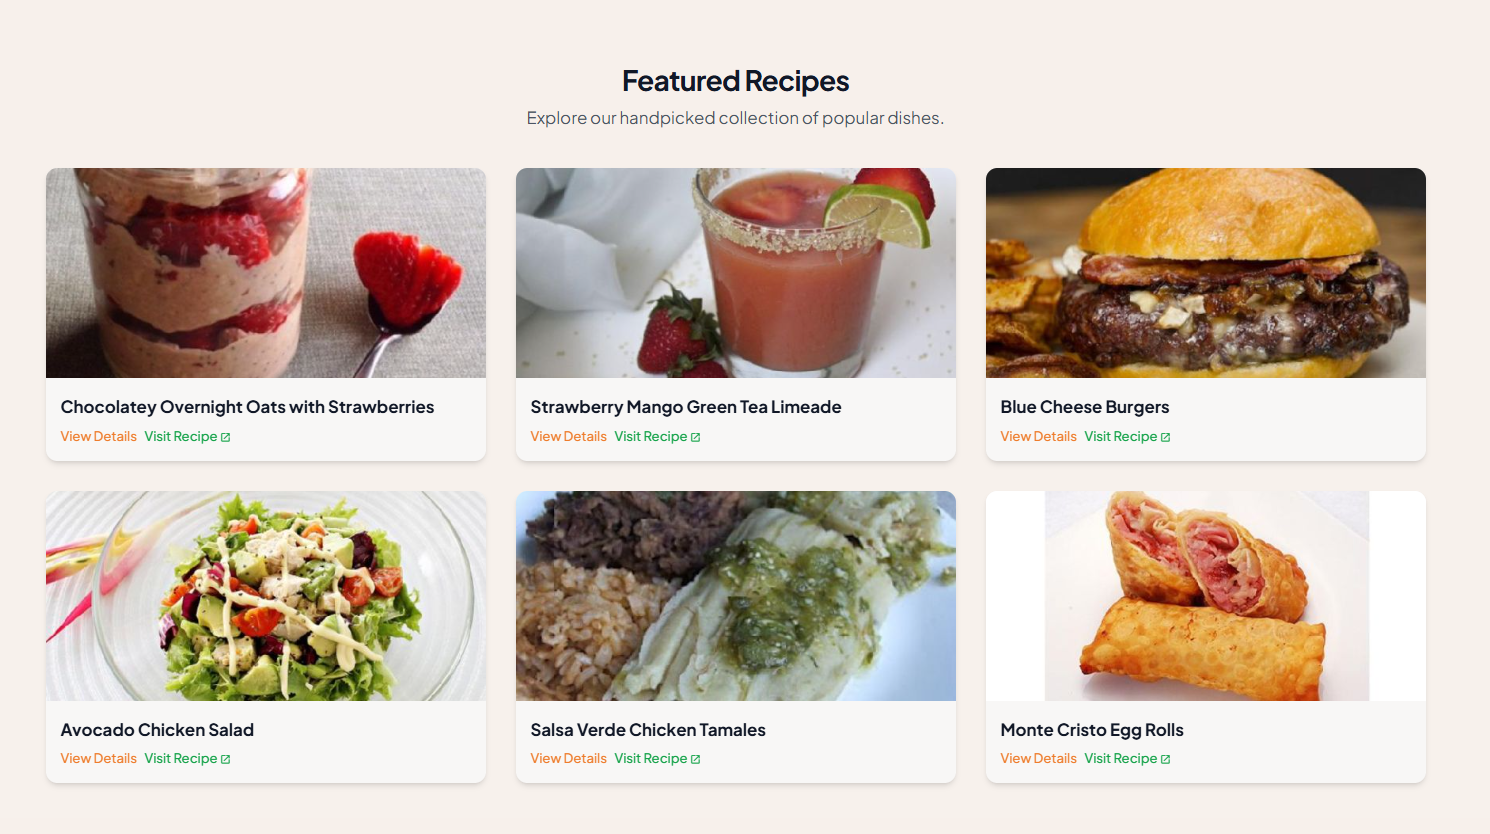 Featured Recipes
Explore our handpicked collection of popular dishes.
Chocolatey Overnight Oats with Strawberries
View Details Visit Recipe
Strawberry Mango Green Tea Limeade
View Details Visit Recipe
Blue Cheese Burgers
View Details Visit Recipe
Avocado Chicken Salad
View Details Visit Recipe
Salsa Verde Chicken Tamales
View Details Visit Recipe
Monte Cristo Egg Rolls
View Details Visit Recipe